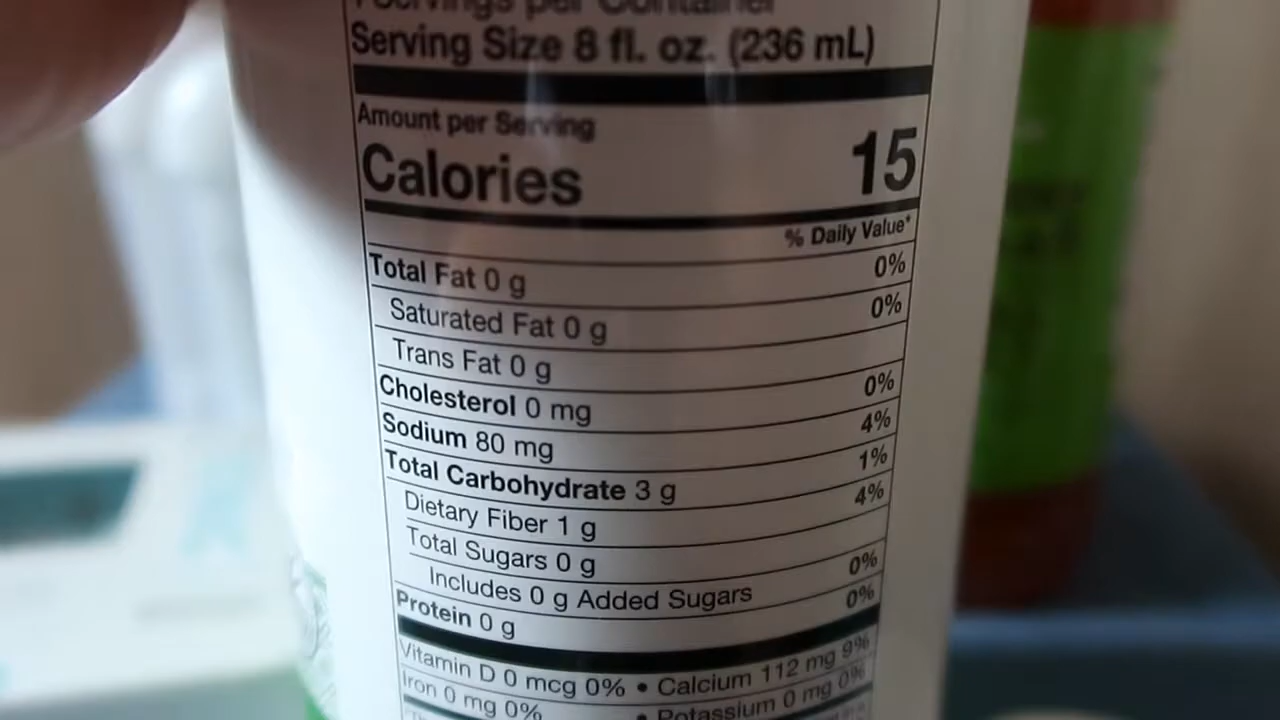 Servings per Container
Serving Size 8 fl. oz. (236 mL)
Amount per Serving
Calories 15
% Daily Value*
Total Fat 0 g 0%
Saturated Fat 0 g 0%
Trans Fat 0 g
Cholesterol 0 mg 0%
Sodium 80 mg 4%
Total Carbohydrate 3 g 1%
Dietary Fiber 1 g 4%
Total Sugars 0 g
Includes 0 g Added Sugars 0%
Protein 0 g 0%
Vitamin D 0 mcg 0% • Calcium 112 mg 9%
Iron 0 mg 0% • Potassium 0 mg 0%